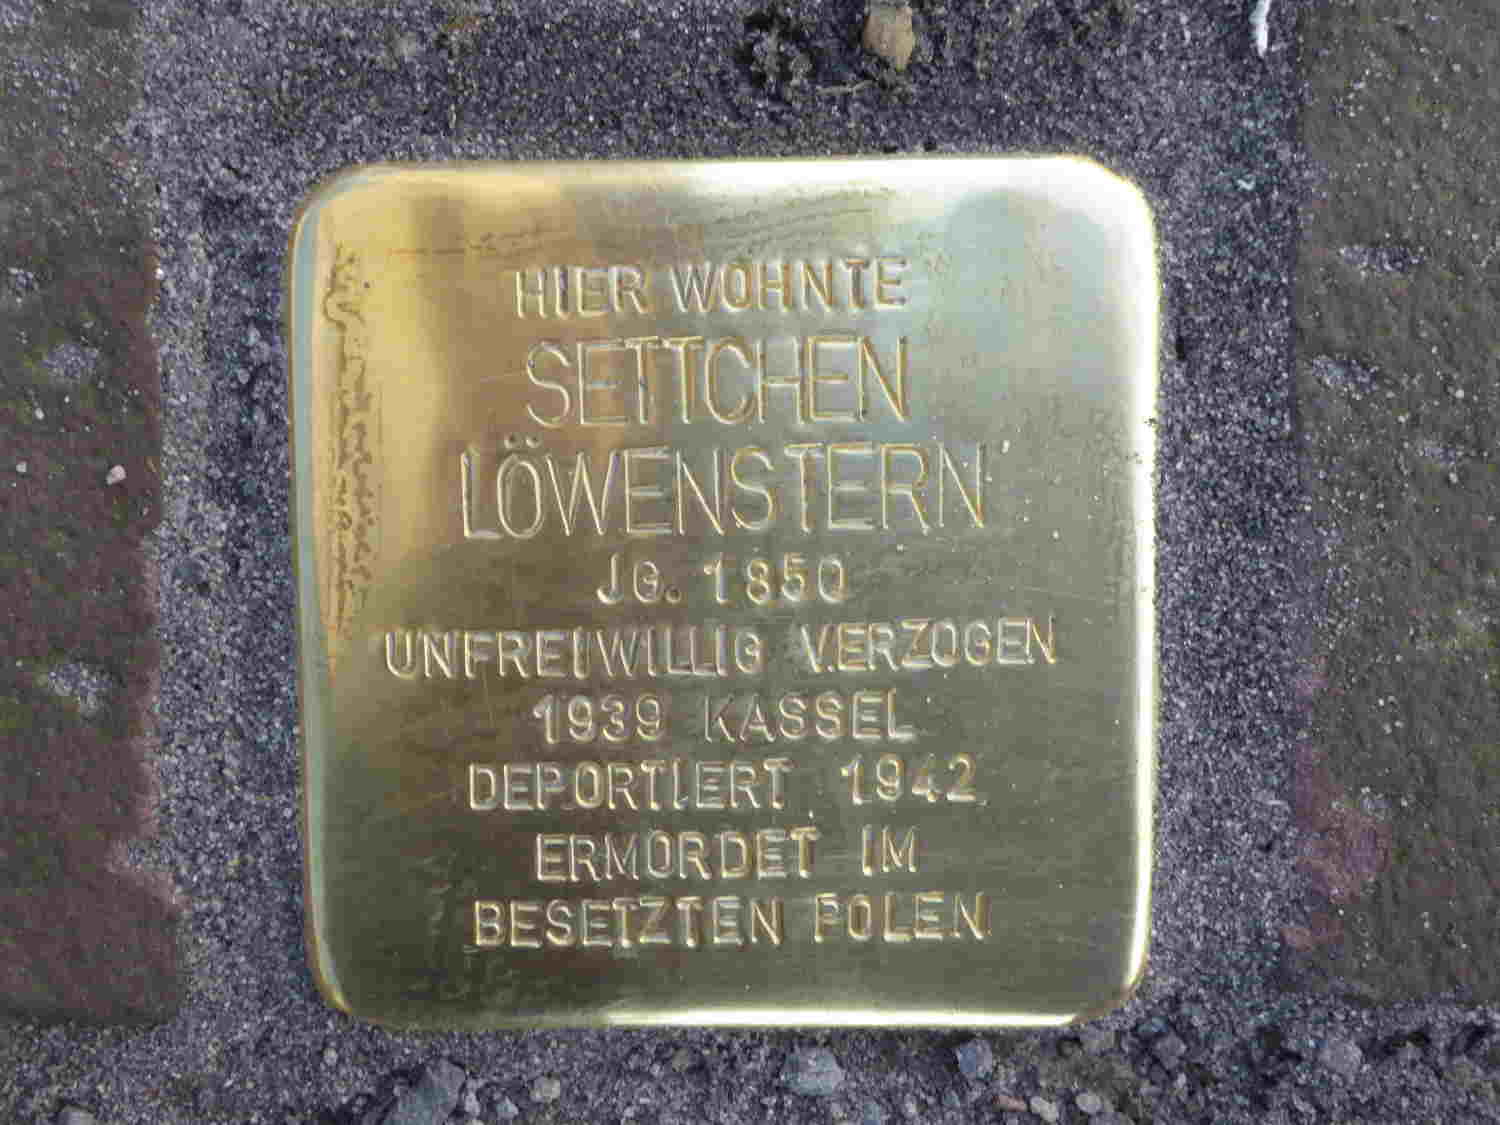 HIER WOHNTE
SETTCHEN
LÖWENSTERN
JG. 1850
UNFREIWILLIG VERZOGEN
1939 KASSEL
DEPORTIERT 1942
ERMORDET IM
BESETZTEN POLEN